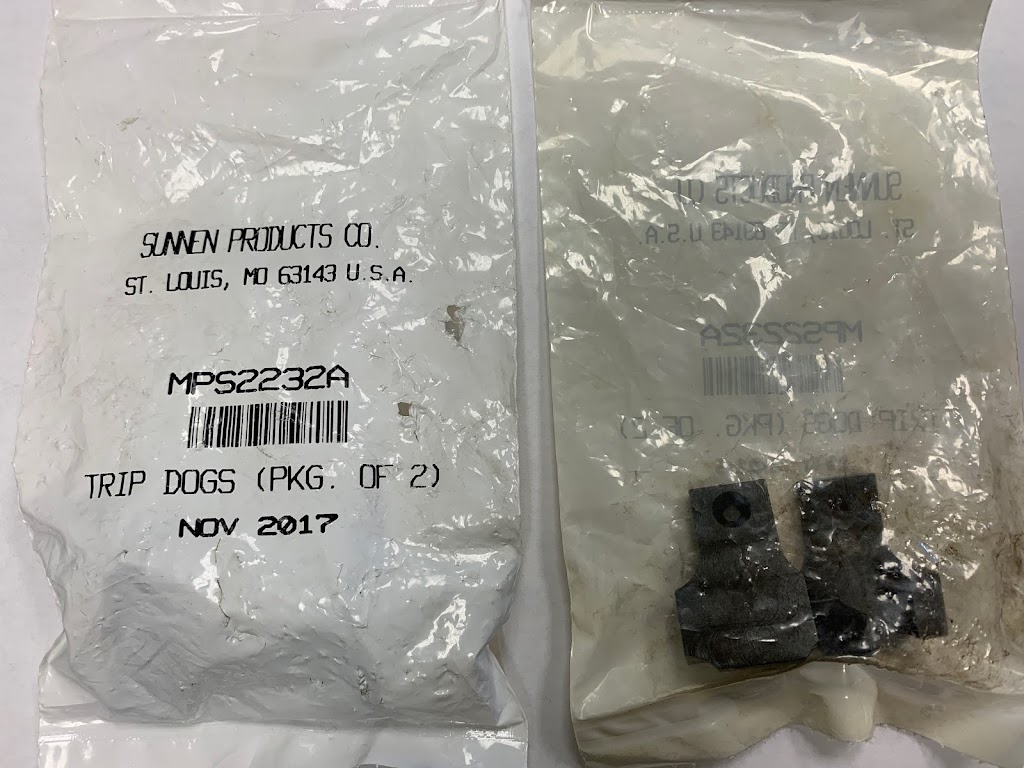 SUNNEN PRODUCTS CO.
ST. LOUIS, MO 63143 U.S.A.
MPS2232A
TRIP DOGS (PKG. OF 2)
NOV 2017